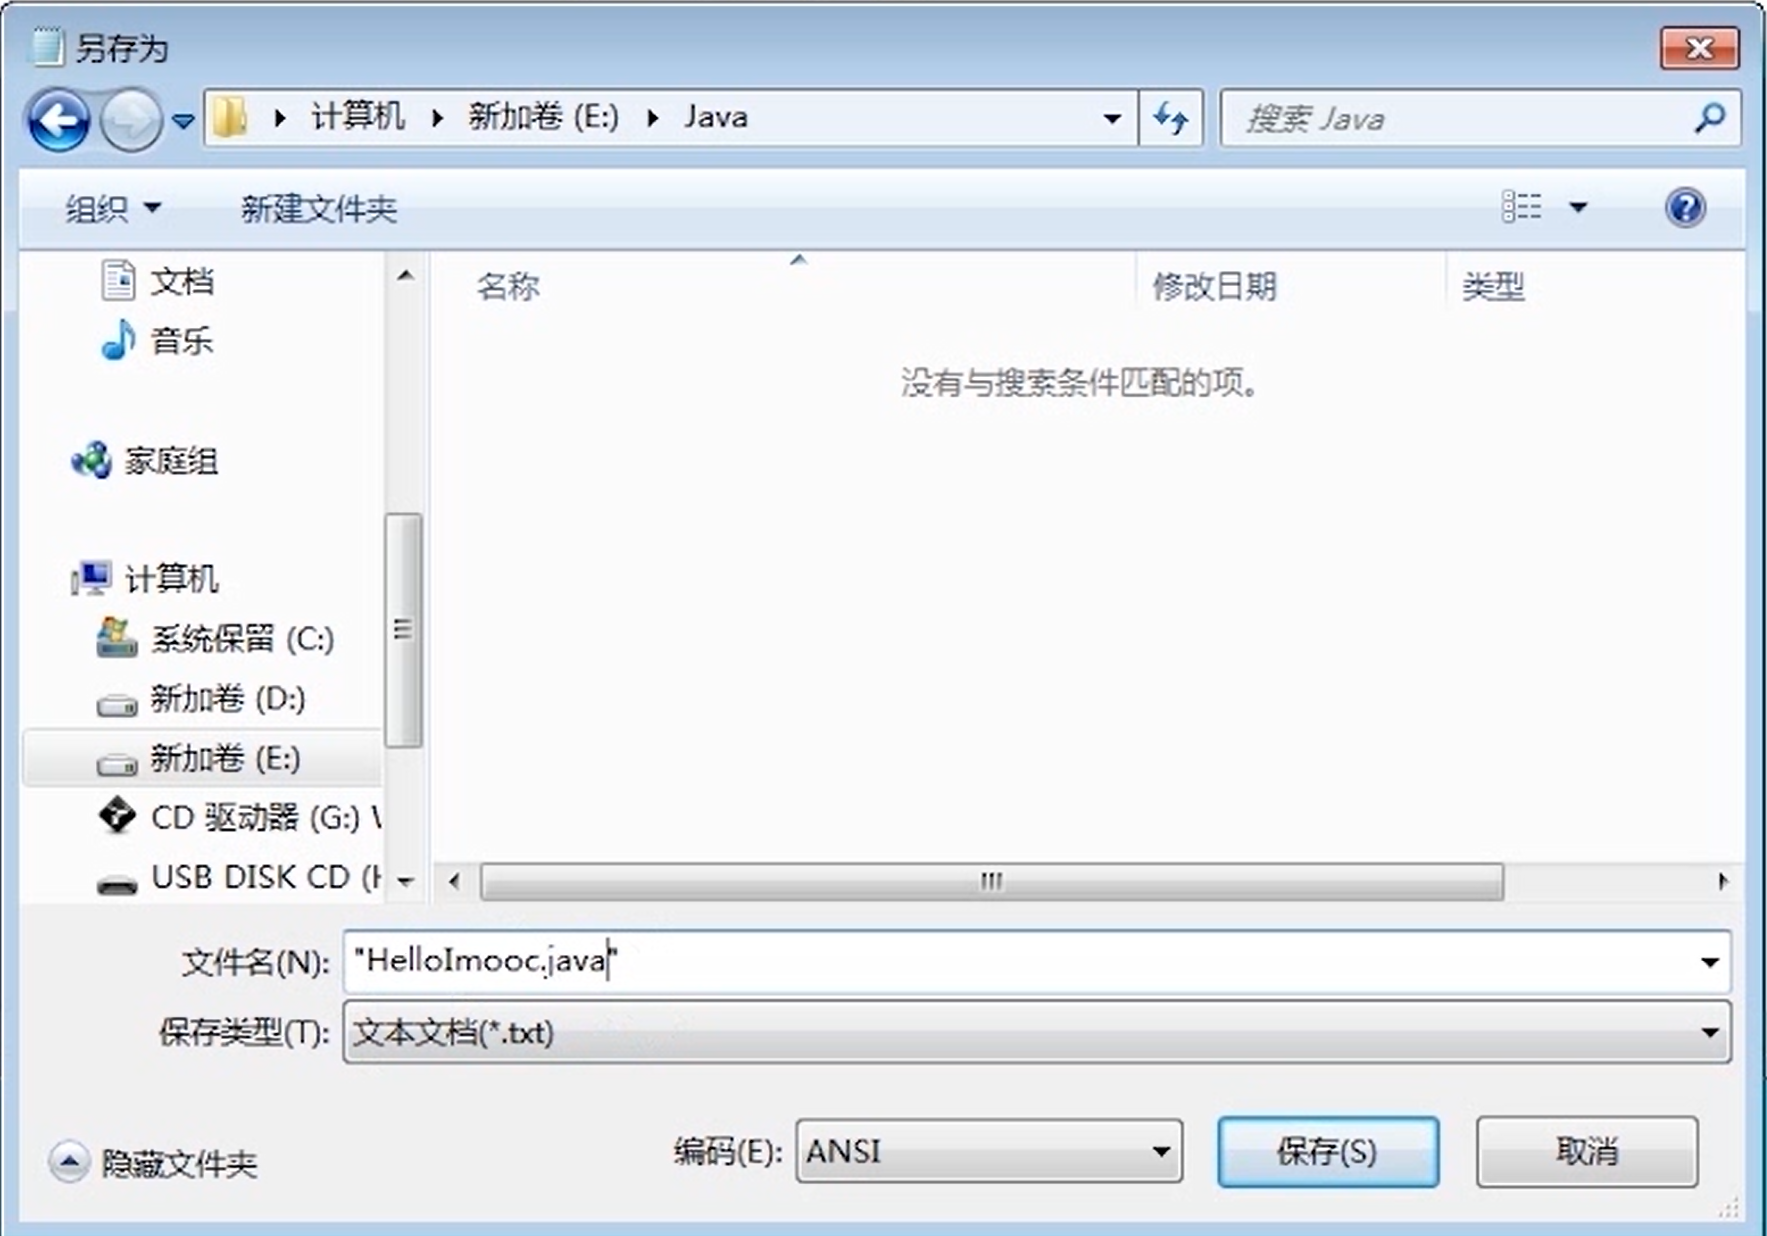 另存为
计算机 新加卷 (E:) Java
搜索 Java
组织 新建文件夹
名称 修改日期 类型
没有与搜索条件匹配的项。
文档
音乐
家庭组
计算机
系统保留 (C:)
新加卷 (D:)
新加卷 (E:)
CD 驱动器 (G:)
USB DISK CD
文件名(N): "HelloImooc.java"
保存类型(T): 文本文档(*.txt)
隐藏文件夹 编码(E): ANSI 保存(S) 取消